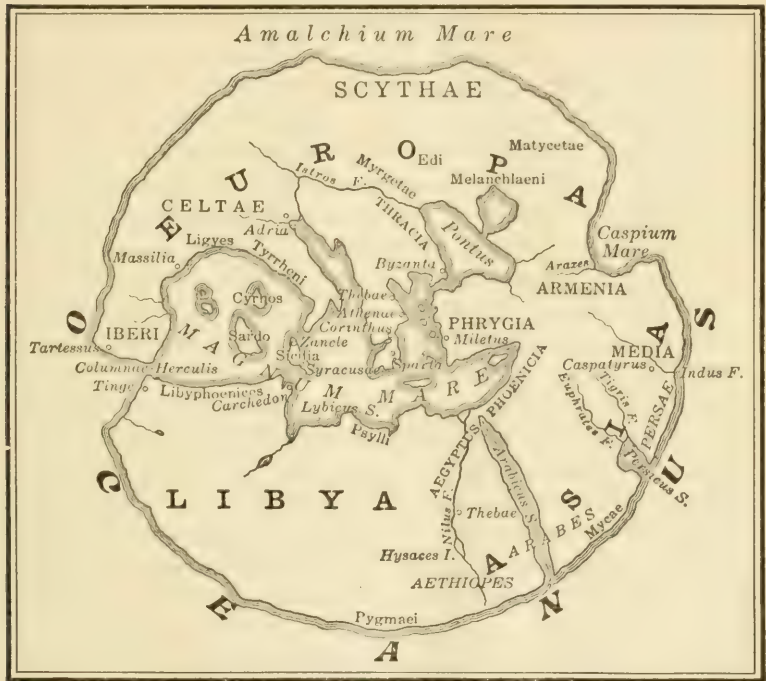 Amalchium Mare
SCYTHAE
EUROPA
Edi
Matycetae
Istros F.
Myrgetae
Melanchlaeni
CELTAE
THRACIA
Adria
Ligyes
Tyrrheni
Pontus
Caspium
Mare
Massilia
Byzanta
Araxes
ARMENIA
Cyrnos
Thebae
Athenae
Corinthus
IBERI
Sardo
Zancle
PHRYGIA
Miletus
MEDIA
Tartessus
Sicilia
Caspatyrus
Indus F.
Columnae Herculis
Syracusae
Sparta
MAGNUM MARE
PHOENICIA
Tinge
Libyphoenices
Carchedon
Lybicus S.
Psylli
Euphrates F.
Tigris F.
PERSAE
Persicus S.
AEGYPTUS
Arabicus S.
LIBYA
Nilus F.
Thebae
ASIA
ARABES
Mycae
Hysaces I.
AETHIOPES
Pygmaei
OCEANUS